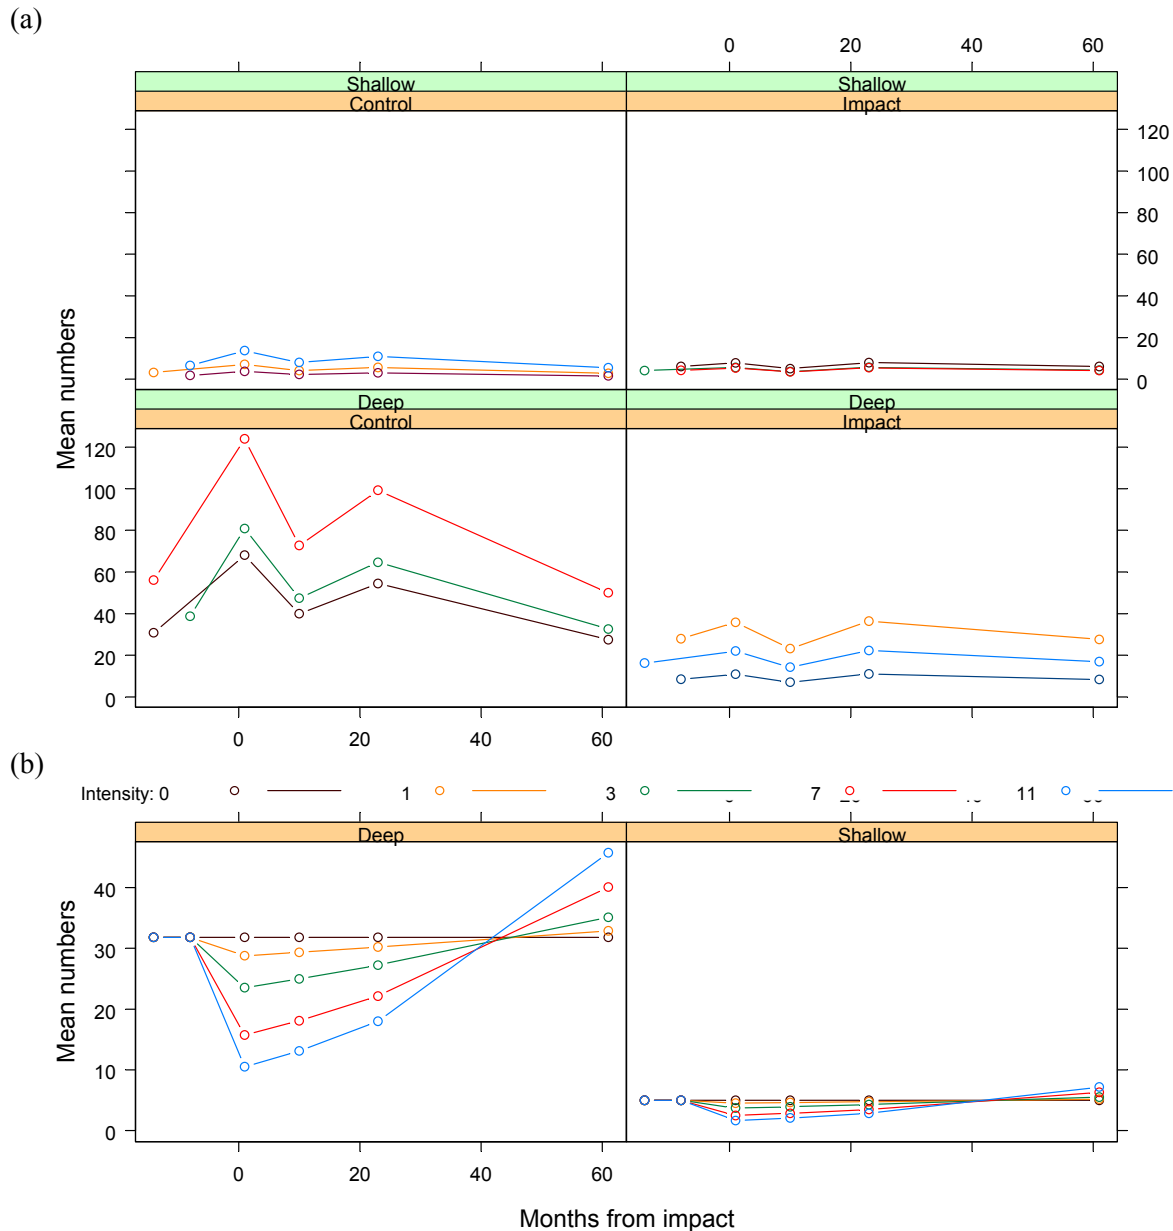 (a)
0 20 40 60
Shallow Shallow
Control Impact
120
100
80
60
40
20
0
Mean numbers
Deep Deep
Control Impact
120
100
80
60
40
20
0
0 20 40 60
(b)
Intensity: 0 1 3 7 11
Deep Shallow
40
30
20
10
0
Mean numbers
0 20 40 60
Months from impact